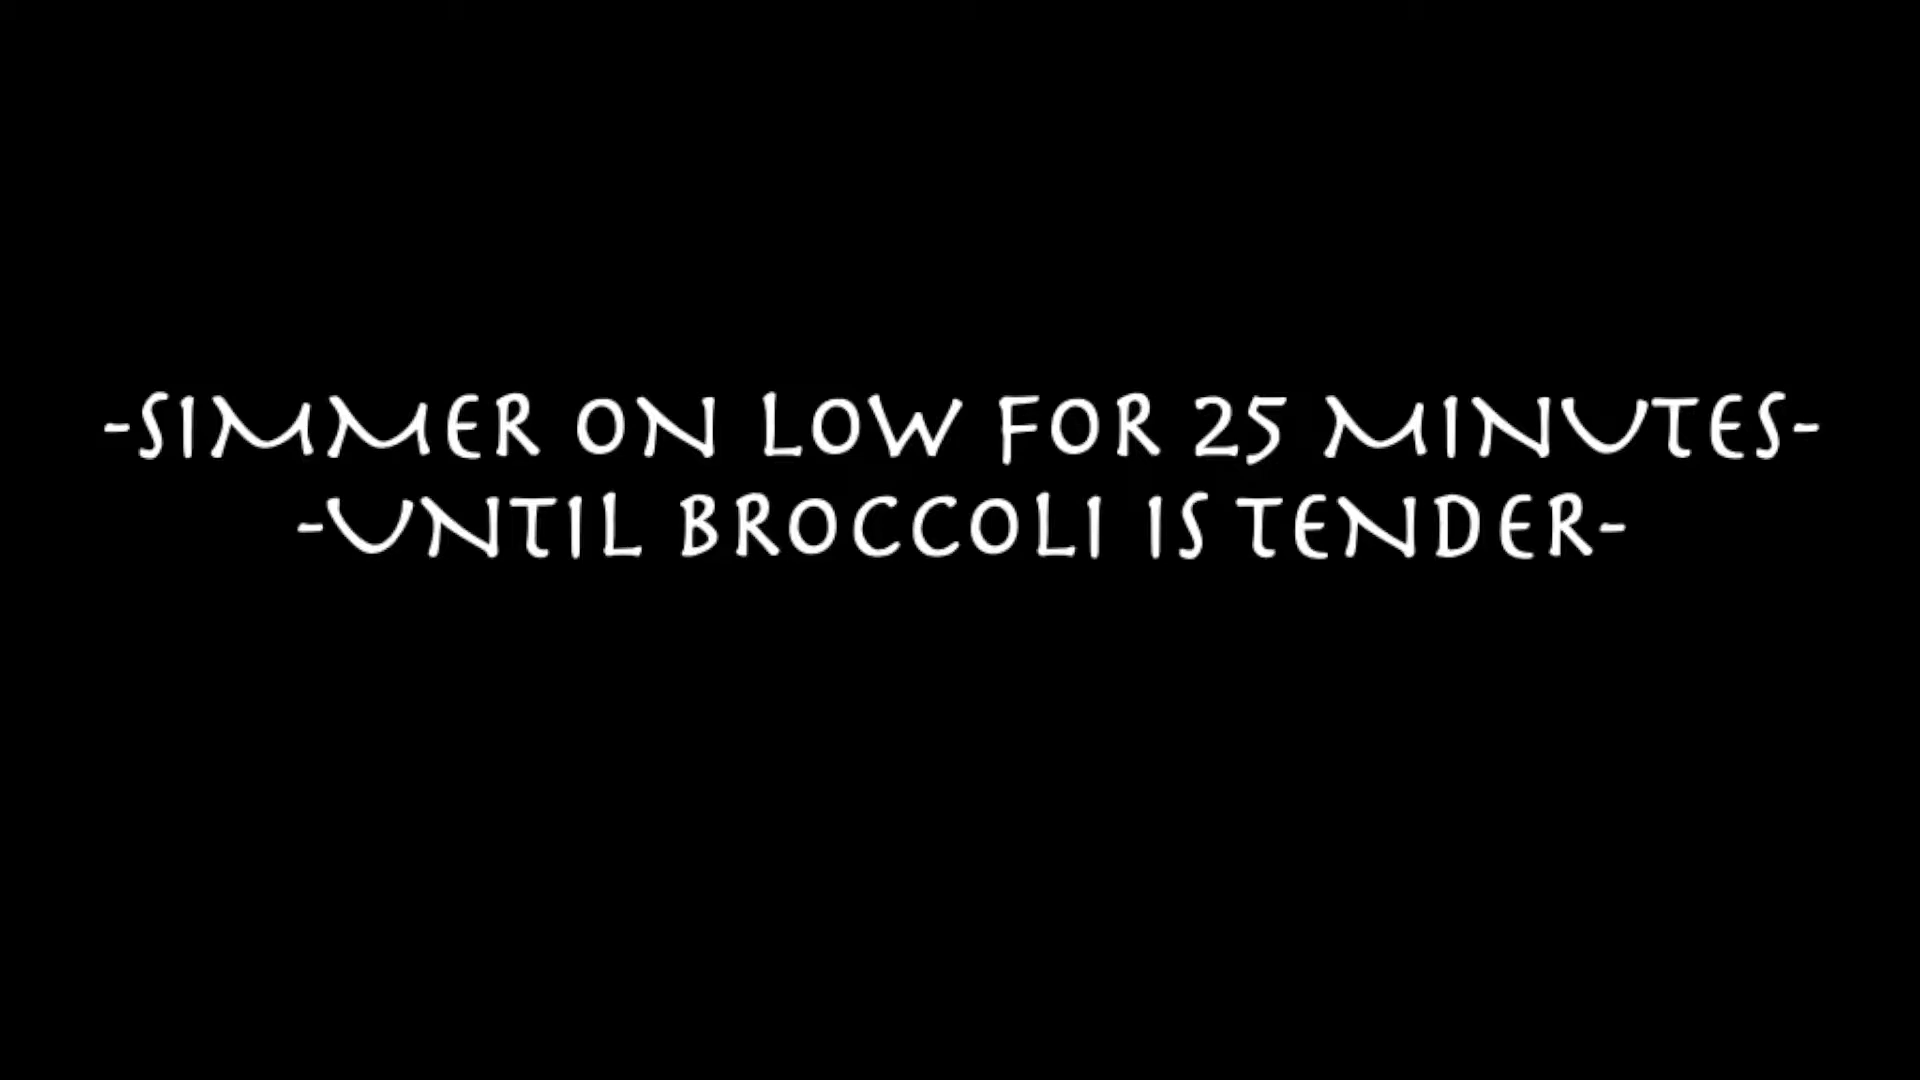 -SIMMER ON LOW FOR 25 MINUTES-
-UNTIL BROCCOLI IS TENDER-